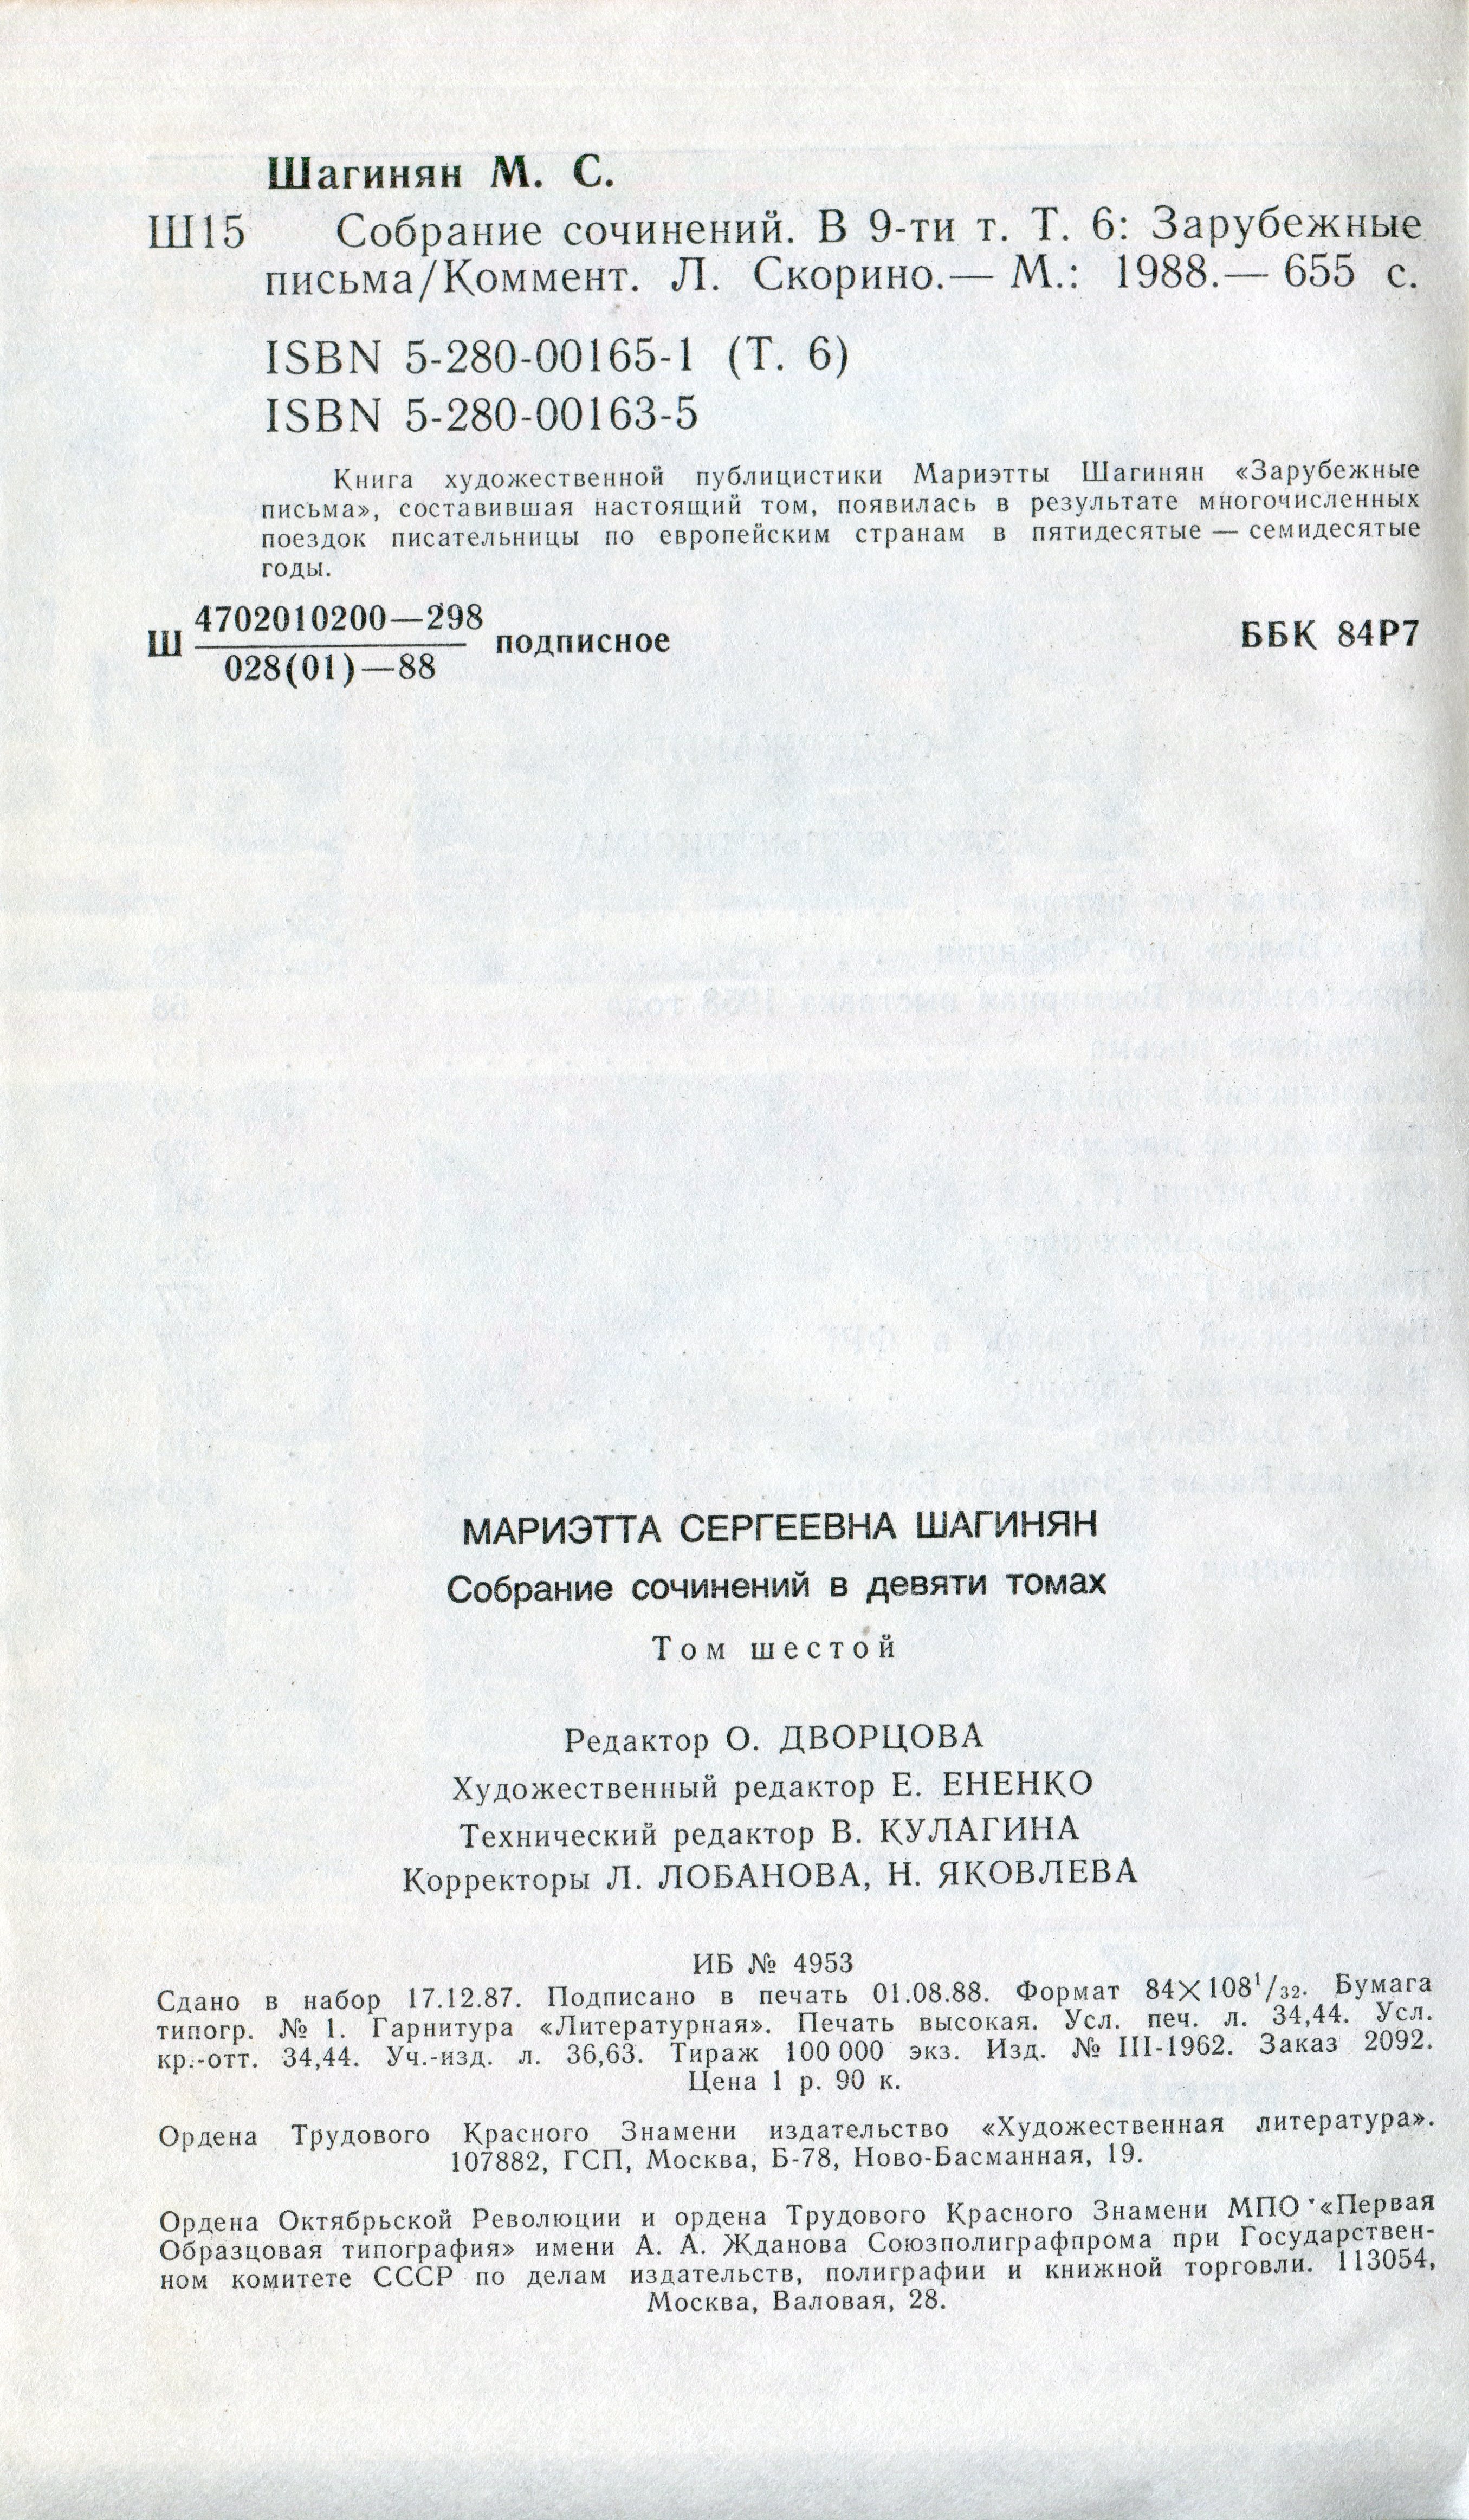 Шагинян М. С.
Ш15 Собрание сочинений. В 9-ти т. Т. 6: Зарубежные
письма/Коммент. Л. Скорино.— М.: 1988.— 655 с.
ISBN 5-280-00165-1 (Т. 6)
ISBN 5-280-00163-5
Книга художественной публицистики Мариэтты Шагинян «Зарубежные
письма», составившая настоящий том, появилась в результате многочисленных
поездок писательницы по европейским странам в пятидесятые — семидесятые
годы.
4702010200—298
Ш подписное ББК 84Р7
028(01)—88
МАРИЭТТА СЕРГЕЕВНА ШАГИНЯН
Собрание сочинений в девяти томах
Том шестой
Редактор О. ДВОРЦОВА
Художественный редактор Е. ЕНЕНКО
Технический редактор В. КУЛАГИНА
Корректоры Л. ЛОБАНОВА, Н. ЯКОВЛЕВА
ИБ № 4953
Сдано в набор 17.12.87. Подписано в печать 01.08.88. Формат 84×108¹/₃₂. Бумага
типогр. № 1. Гарнитура «Литературная». Печать высокая. Усл. печ. л. 34,44. Усл.
кр.-отт. 34,44. Уч.-изд. л. 36,63. Тираж 100 000 экз. Изд. № III-1962. Заказ 2092.
Цена 1 р. 90 к.
Ордена Трудового Красного Знамени издательство «Художественная литература».
107882, ГСП, Москва, Б-78, Ново-Басманная, 19.
Ордена Октябрьской Революции и ордена Трудового Красного Знамени МПО «Первая
Образцовая типография» имени А. А. Жданова Союзполиграфпрома при Государствен-
ном комитете СССР по делам издательств, полиграфии и книжной торговли. 113054,
Москва, Валовая, 28.